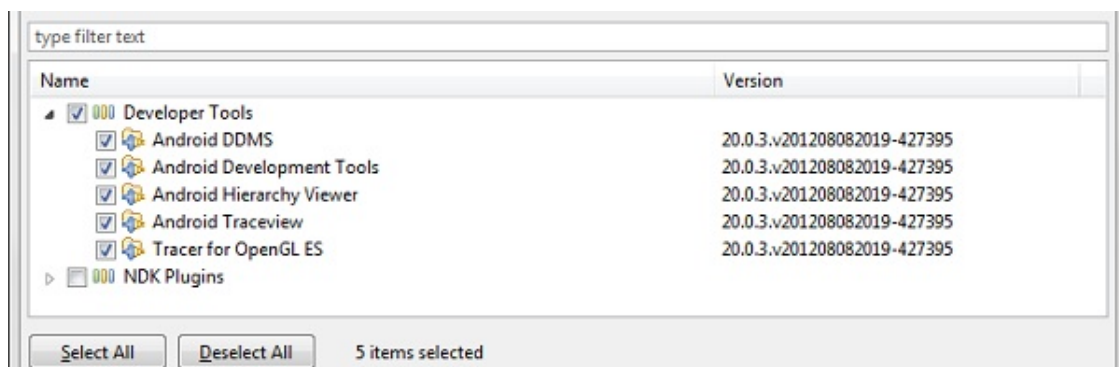 type filter text
Name Version
Developer Tools
Android DDMS 20.0.3.v201208082019-427395
Android Development Tools 20.0.3.v201208082019-427395
Android Hierarchy Viewer 20.0.3.v201208082019-427395
Android Traceview 20.0.3.v201208082019-427395
Tracer for OpenGL ES 20.0.3.v201208082019-427395
NDK Plugins
Select All Deselect All 5 items selected